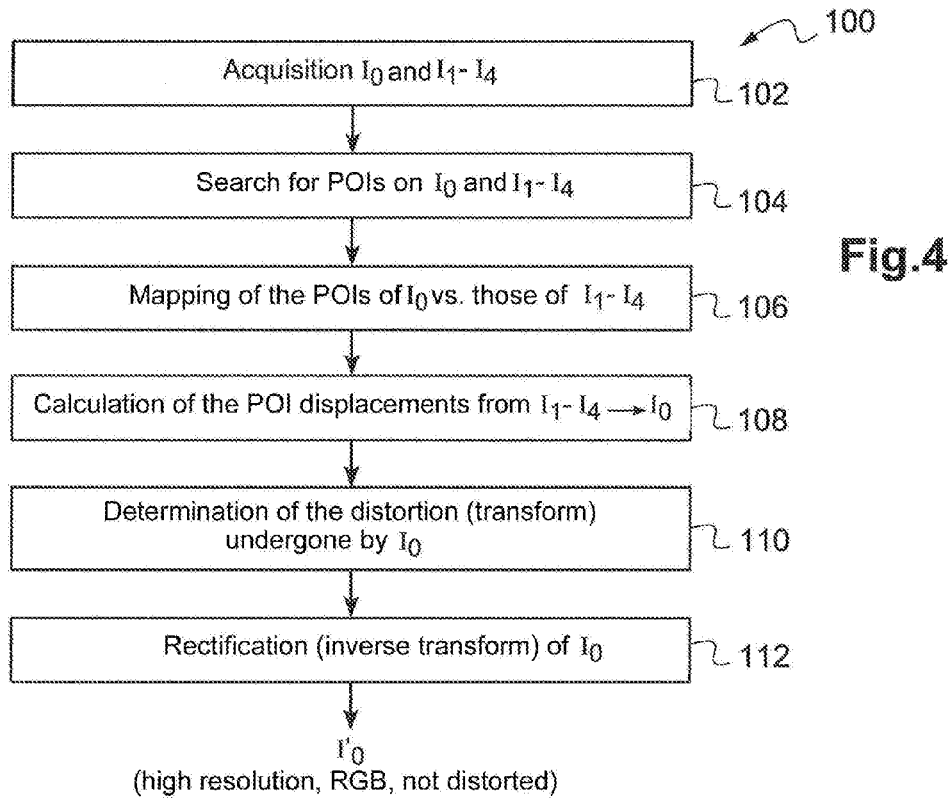 100
Acquisition I0 and I1 - I4
102
Search for POIs on I0 and I1 - I4
104
Fig.4
Mapping of the POIs of I0 vs. those of I1 - I4
106
Calculation of the POI displacements from I1 - I4 → I0
108
Determination of the distortion (transform)
undergone by I0
110
Rectification (inverse transform) of I0
112
I'0
(high resolution, RGB, not distorted)